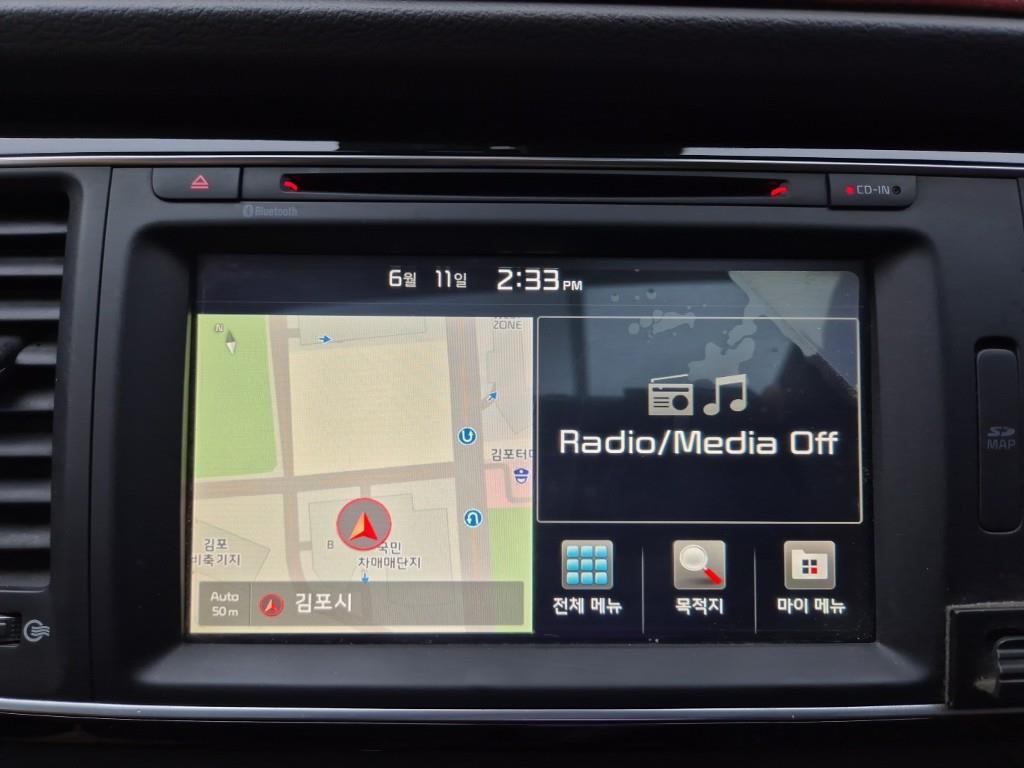 CD-IN
Bluetooth
6월 11일 2:33 PM
N
ZONE
Radio/Media Off
SD
MAP
김포터미
김포
비축기지
B
국민
차매매단지
Auto
50 m
김포시
전체 메뉴
목적지
마이 메뉴